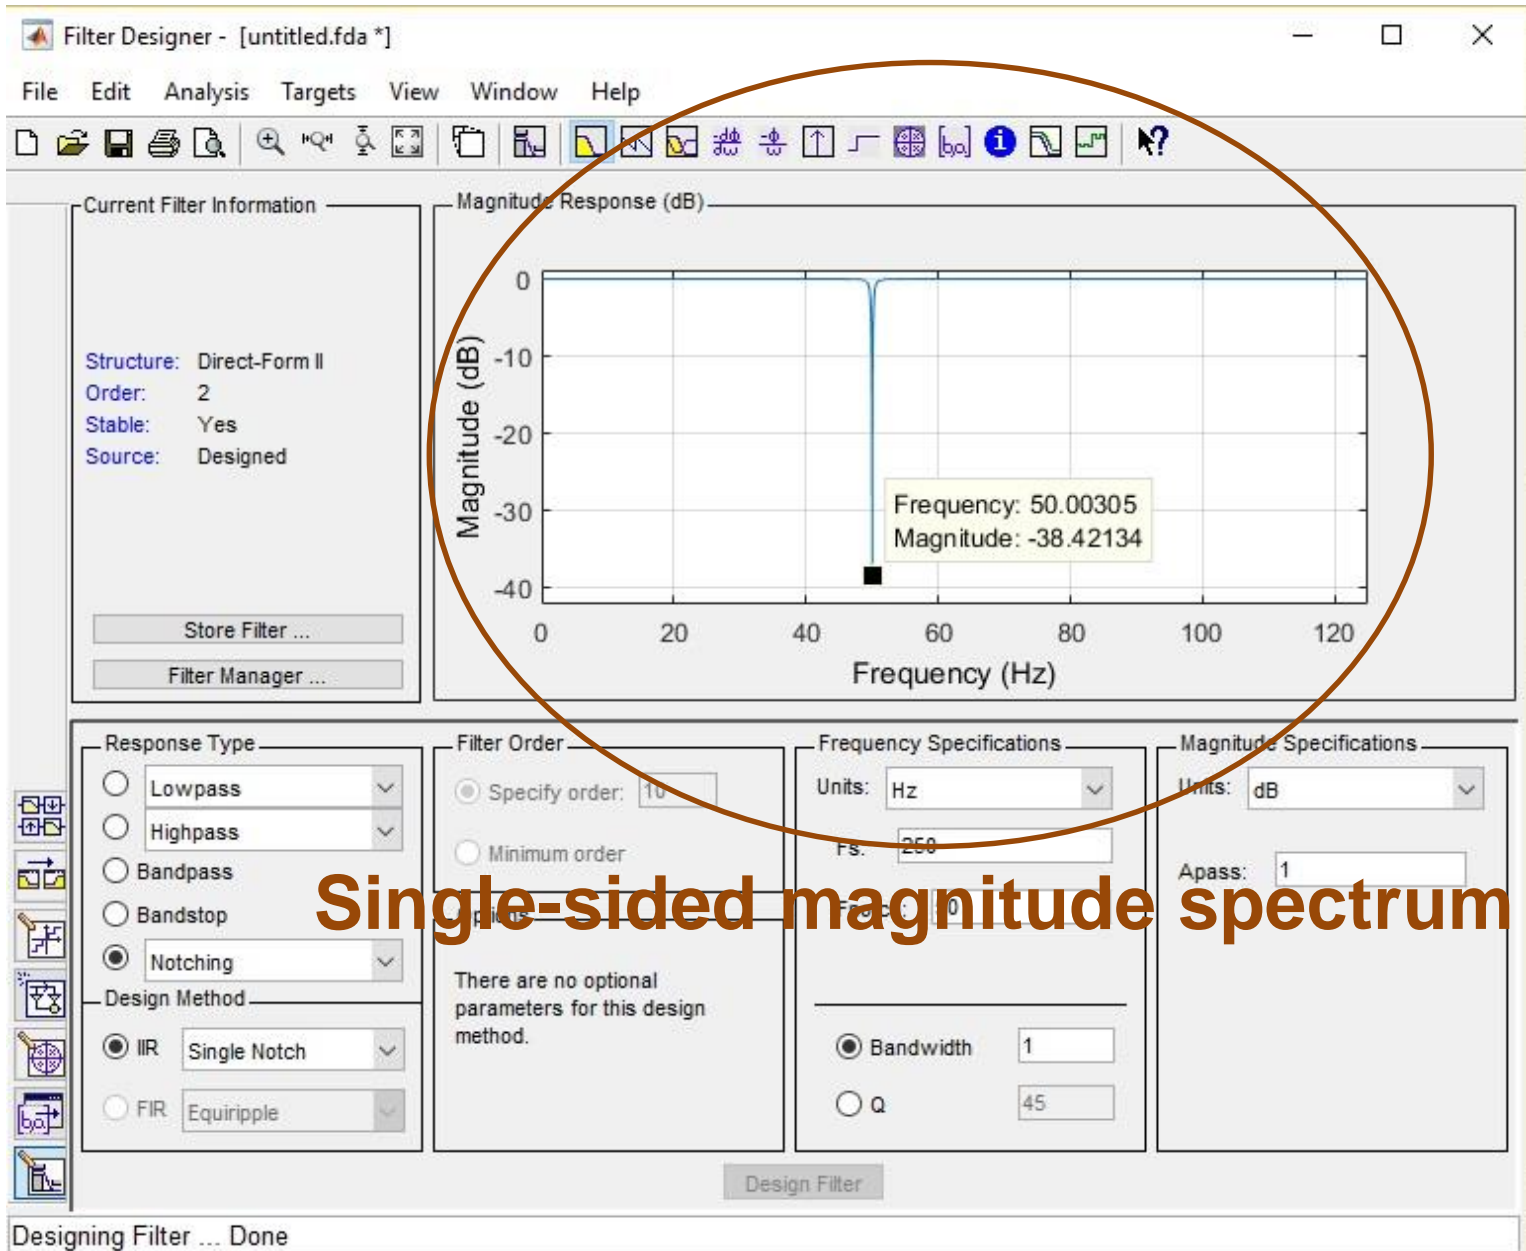 Filter Designer - [untitled.fda *]
File Edit Analysis Targets View Window Help
Current Filter Information
Structure: Direct-Form II
Order: 2
Stable: Yes
Source: Designed
Store Filter ...
Filter Manager ...
Magnitude Response (dB)
Magnitude (dB)
0
-10
-20
-30
-40
Frequency: 50.00305
Magnitude: -38.42134
0 20 40 60 80 100 120
Frequency (Hz)
Response Type
Lowpass
Highpass
Bandpass
Bandstop
Notching
Design Method
IIR Single Notch
FIR Equiripple
Filter Order
Specify order: 10
Minimum order
Options
There are no optional
parameters for this design
method.
Frequency Specifications
Units: Hz
Fs: 250
Bandwidth 1
Q 45
Magnitude Specifications
Units: dB
Apass: 1
Single-sided magnitude spectrum
Design Filter
Designing Filter ... Done